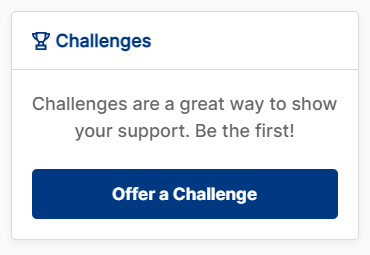 Challenges
Challenges are a great way to show
your support. Be the first!
Offer a Challenge